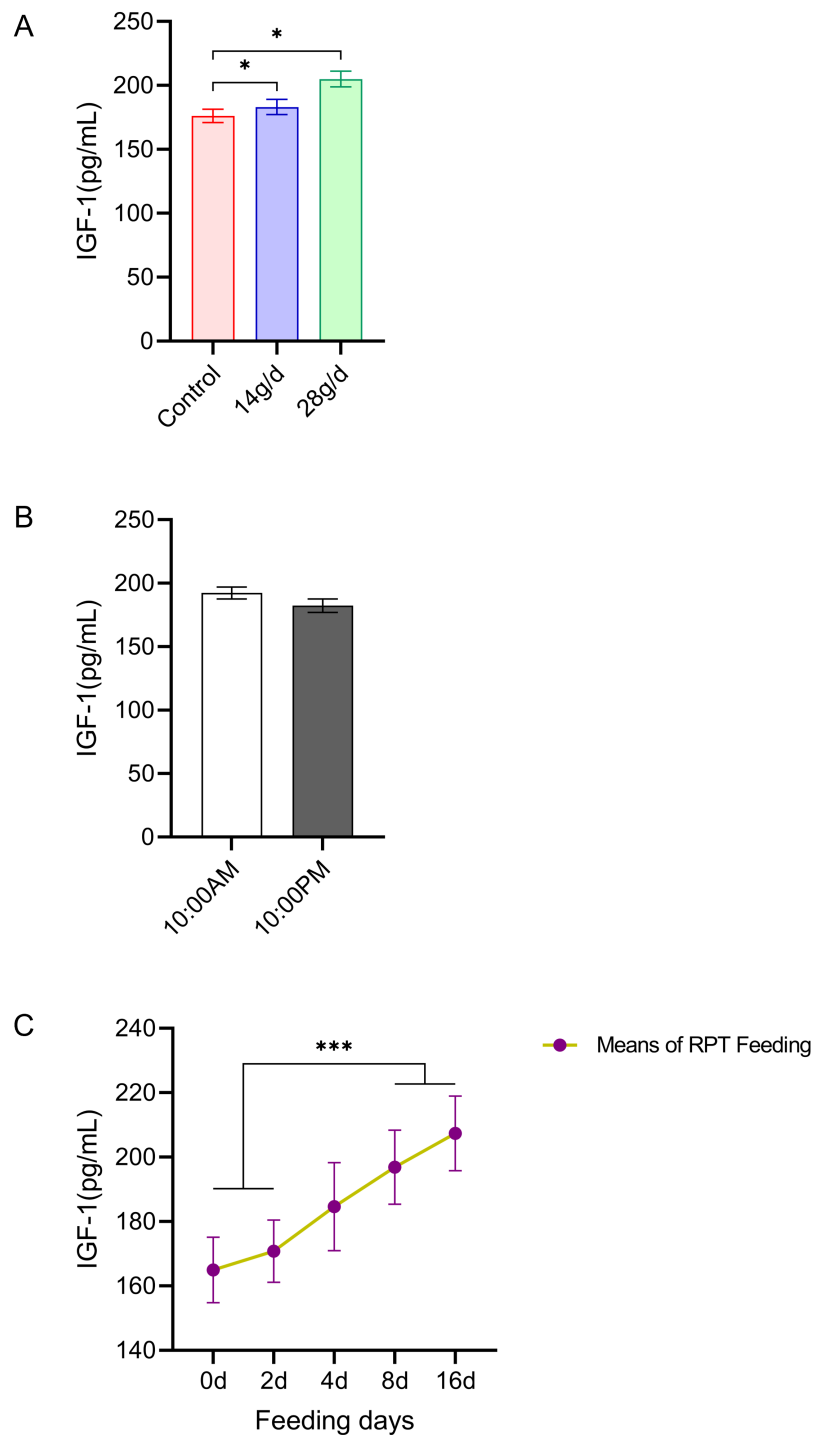 A
IGF-1(pg/mL)
250
200
150
100
50
0
*
*
Control
14g/d
28g/d
B
IGF-1(pg/mL)
250
200
150
100
50
0
10:00AM
10:00PM
C
IGF-1(pg/mL)
240
220
200
180
160
140
***
Means of RPT Feeding
0d 2d 4d 8d 16d
Feeding days